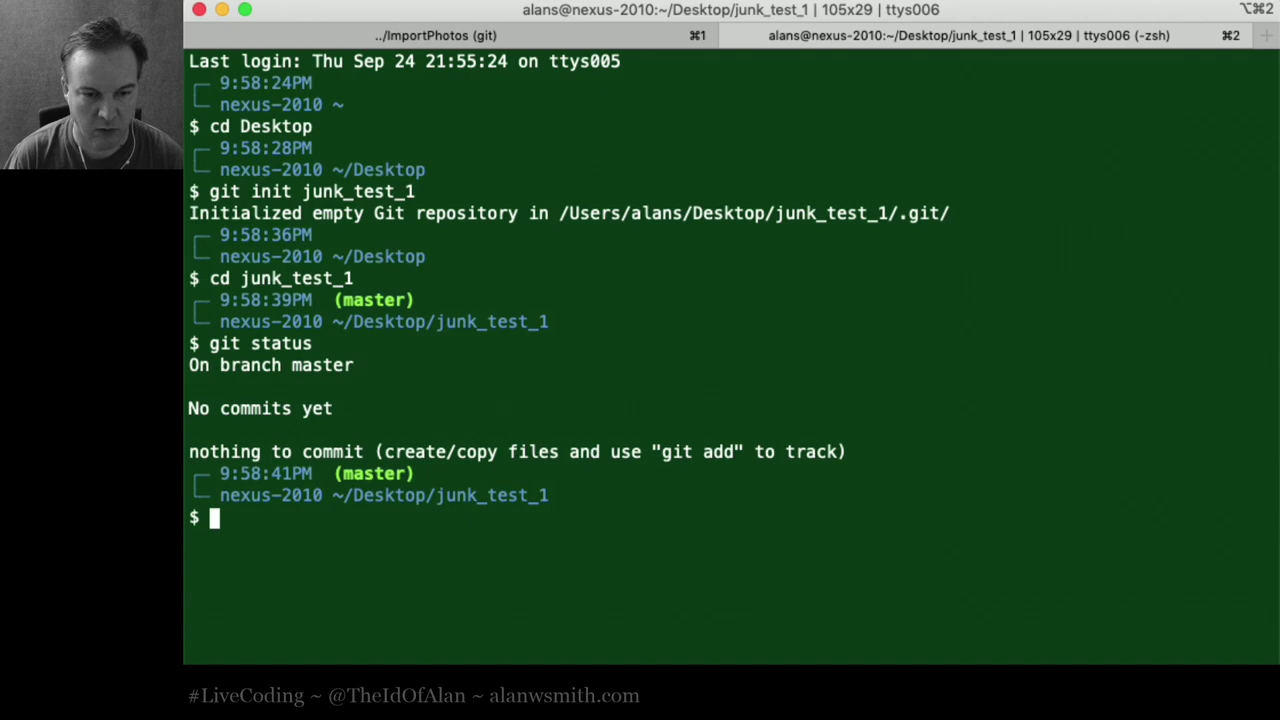 alans@nexus-2010:~/Desktop/junk_test_1 | 105x29 | ttys006
⌥⌘2
../ImportPhotos (git)
⌘1
alans@nexus-2010:~/Desktop/junk_test_1 | 105x29 | ttys006 (-zsh)
⌘2
Last login: Thu Sep 24 21:55:24 on ttys005
9:58:24PM
nexus-2010 ~
$ cd Desktop
9:58:28PM
nexus-2010 ~/Desktop
$ git init junk_test_1
Initialized empty Git repository in /Users/alans/Desktop/junk_test_1/.git/
9:58:36PM
nexus-2010 ~/Desktop
$ cd junk_test_1
9:58:39PM (master)
nexus-2010 ~/Desktop/junk_test_1
$ git status
On branch master
No commits yet
nothing to commit (create/copy files and use "git add" to track)
9:58:41PM (master)
nexus-2010 ~/Desktop/junk_test_1
$
#LiveCoding ~ @TheIdOfAlan ~ alanwsmith.com